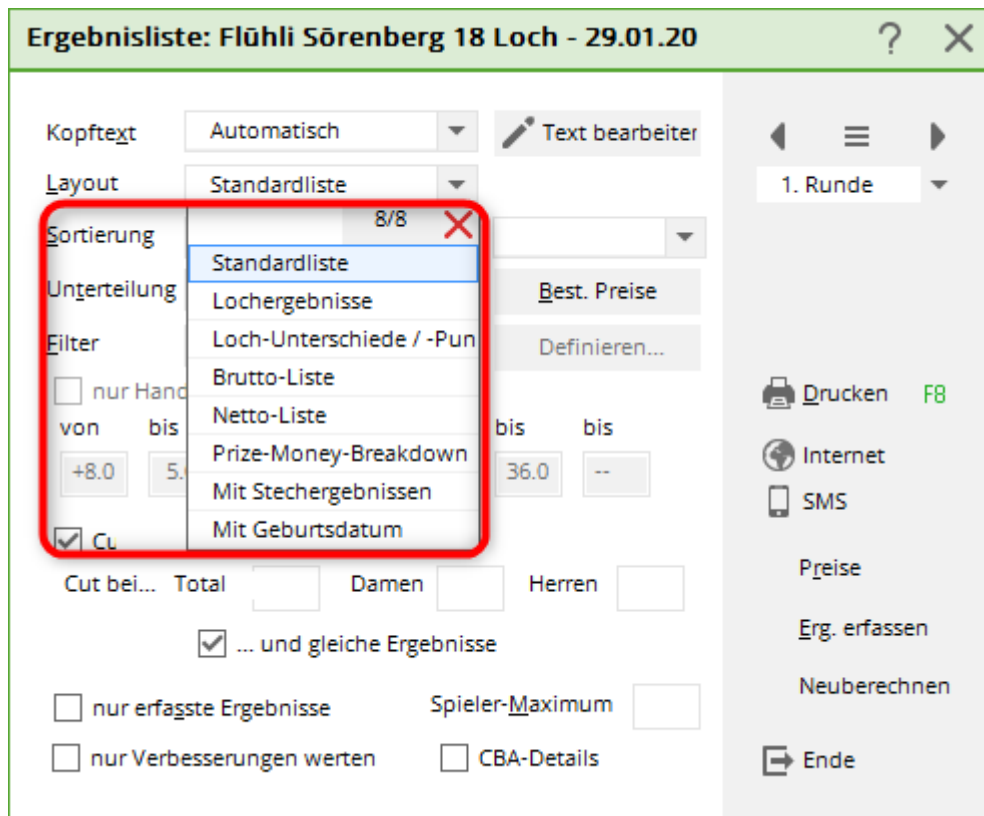 Ergebnisliste: Flühli Sörenberg 18 Loch - 29.01.20 ?
Kopftext Automatisch Text bearbeiter
Layout Standardliste
8/8
Sortierung
Standardliste
Unterteilung
Lochergebnisse
Best. Preise
Filter
Loch-Unterschiede / -Pun
Definieren...
Brutto-Liste
nur Hand
Netto-Liste
von bis bis bis
Prize-Money-Breakdown
+8.0 5. 36.0 --
Mit Stechergebnissen
Mit Geburtsdatum
Cu
Cut bei... Total Damen Herren
... und gleiche Ergebnisse
nur erfasste Ergebnisse Spieler-Maximum
nur Verbesserungen werten CBA-Details
1. Runde
Drucken F8
Internet
SMS
Preise
Erg. erfassen
Neuberechnen
Ende